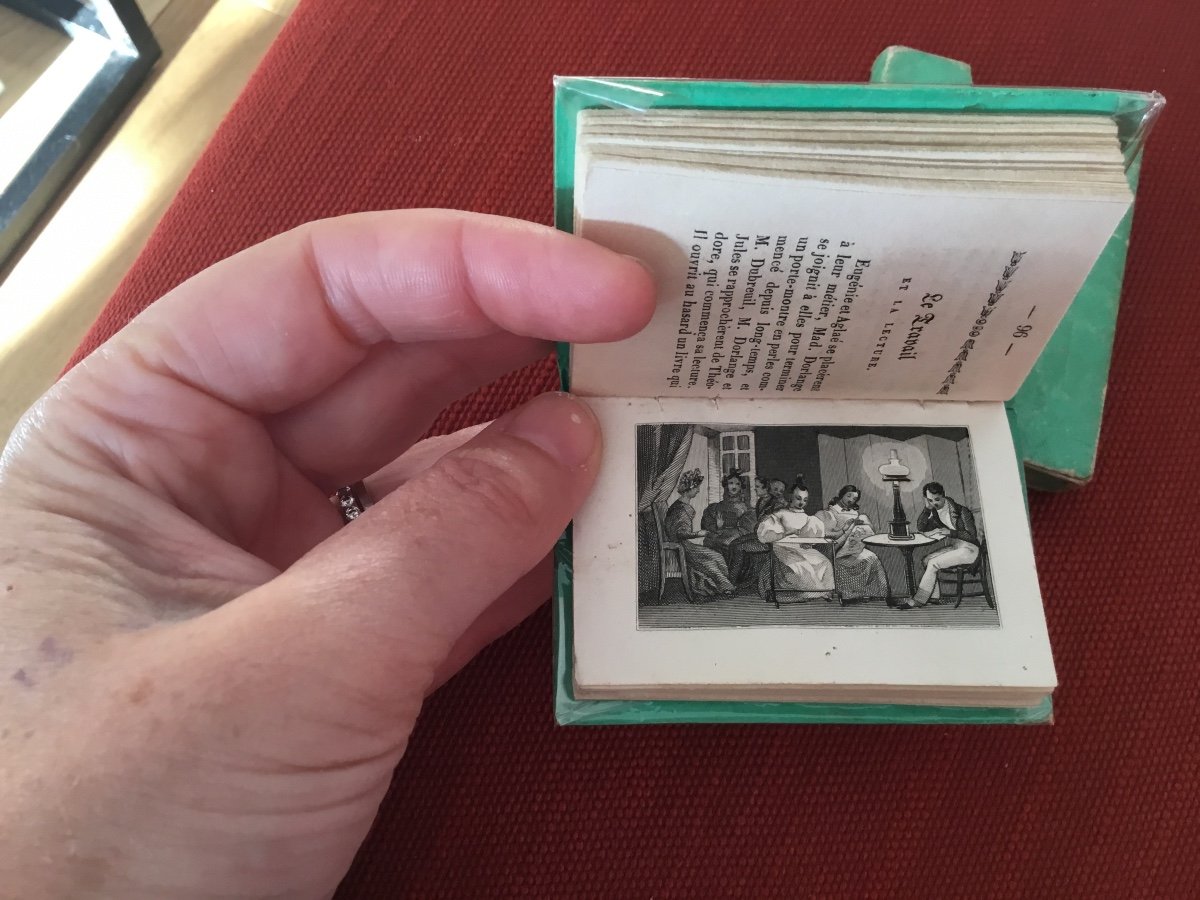 — 96 —
Le Travail
ET LA LECTURE.
Eugénie et Aglaé se placèrent
à leur métier, Mad. Dorlange
se joignit à elles pour terminer
un porte-montre en perles com-
mencé depuis long-temps, et
M. Dubreuil, M. Dorlange et
Jules se rapprochèrent de Théo-
dore, qui commença sa lecture.
Il ouvrit au hasard un livre qui